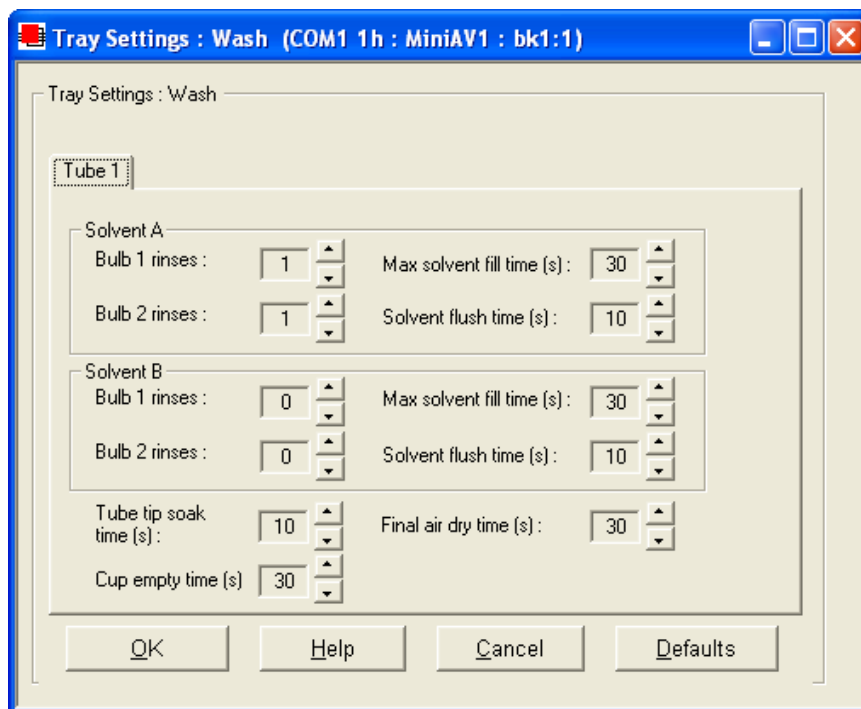 Tray Settings : Wash (COM1 1h : MiniAV1 : bk1:1)
Tray Settings : Wash
Tube 1
Solvent A
Bulb 1 rinses : 1 Max solvent fill time (s) : 30
Bulb 2 rinses : 1 Solvent flush time (s) : 10
Solvent B
Bulb 1 rinses : 0 Max solvent fill time (s) : 30
Bulb 2 rinses : 0 Solvent flush time (s) : 10
Tube tip soak
time (s) : 10 Final air dry time (s) : 30
Cup empty time (s) 30
OK Help Cancel Defaults